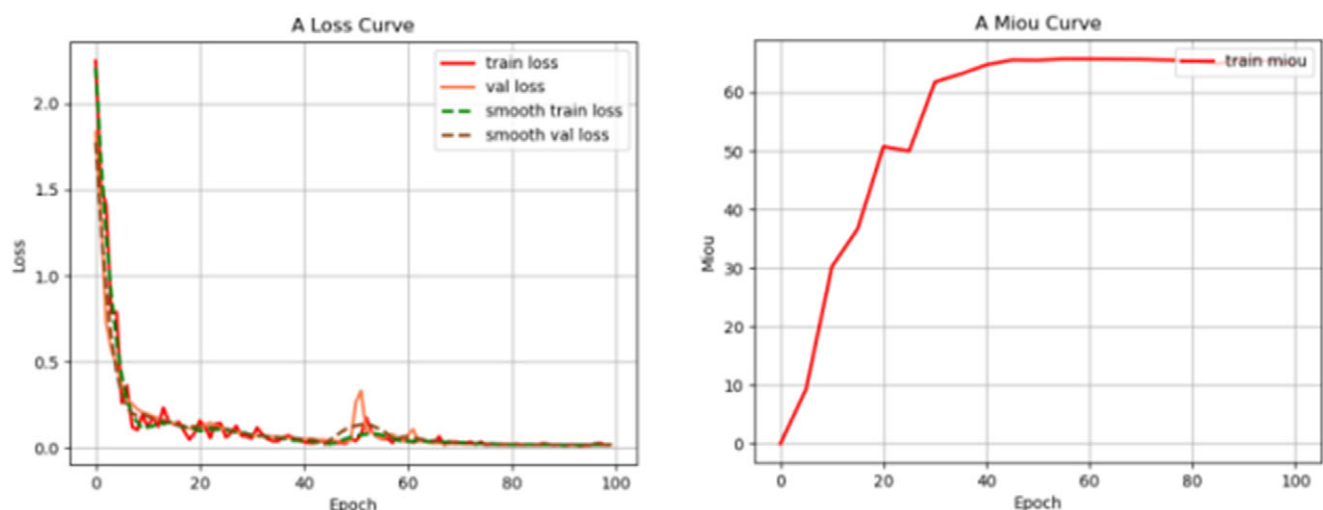 A Loss Curve
train loss
val loss
smooth train loss
smooth val loss
2.0
1.5
1.0
0.5
0.0
Loss
0 20 40 60 80 100
Epoch
A Miou Curve
train miou
60
50
40
30
20
10
0
Miou
0 20 40 60 80 100
Epoch